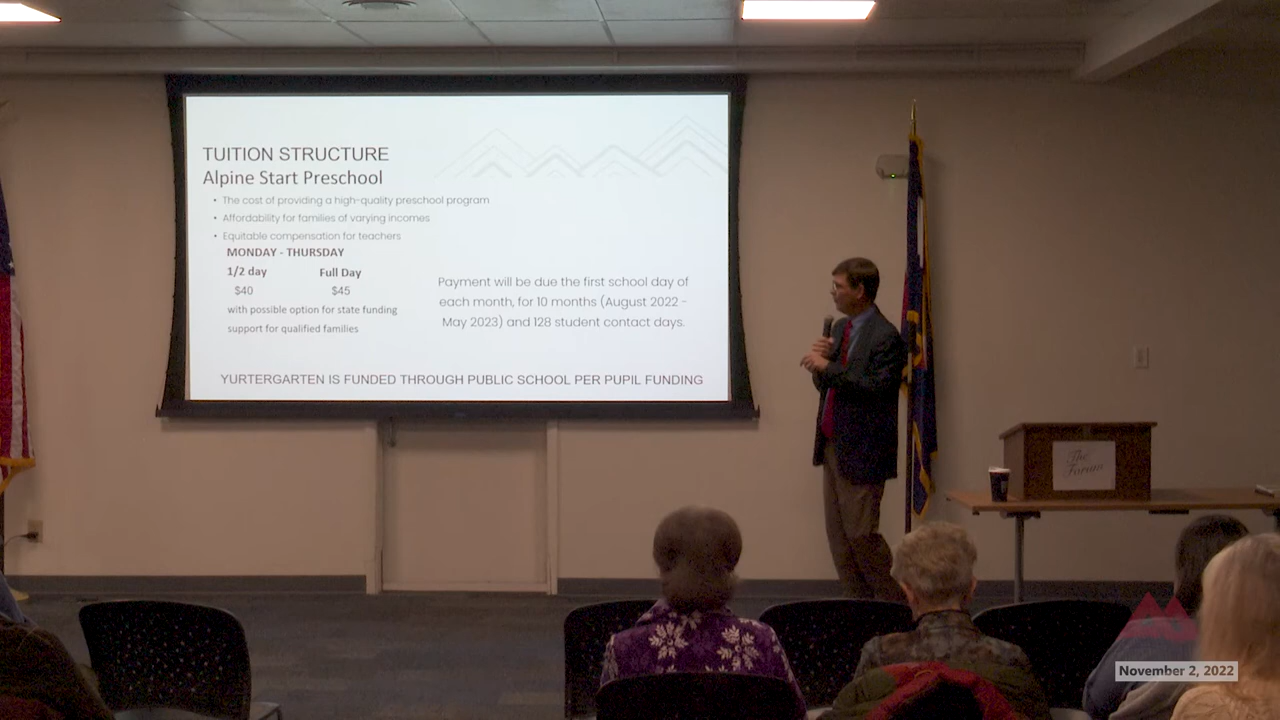 TUITION STRUCTURE
Alpine Start Preschool
• The cost of providing a high-quality preschool program
• Affordability for families of varying incomes
• Equitable compensation for teachers
MONDAY - THURSDAY
1/2 day Full Day
$40 $45
with possible option for state funding
support for qualified families
Payment will be due the first school day of
each month, for 10 months (August 2022 -
May 2023) and 128 student contact days.
YURTERGARTEN IS FUNDED THROUGH PUBLIC SCHOOL PER PUPIL FUNDING
The
Forum
November 2, 2022